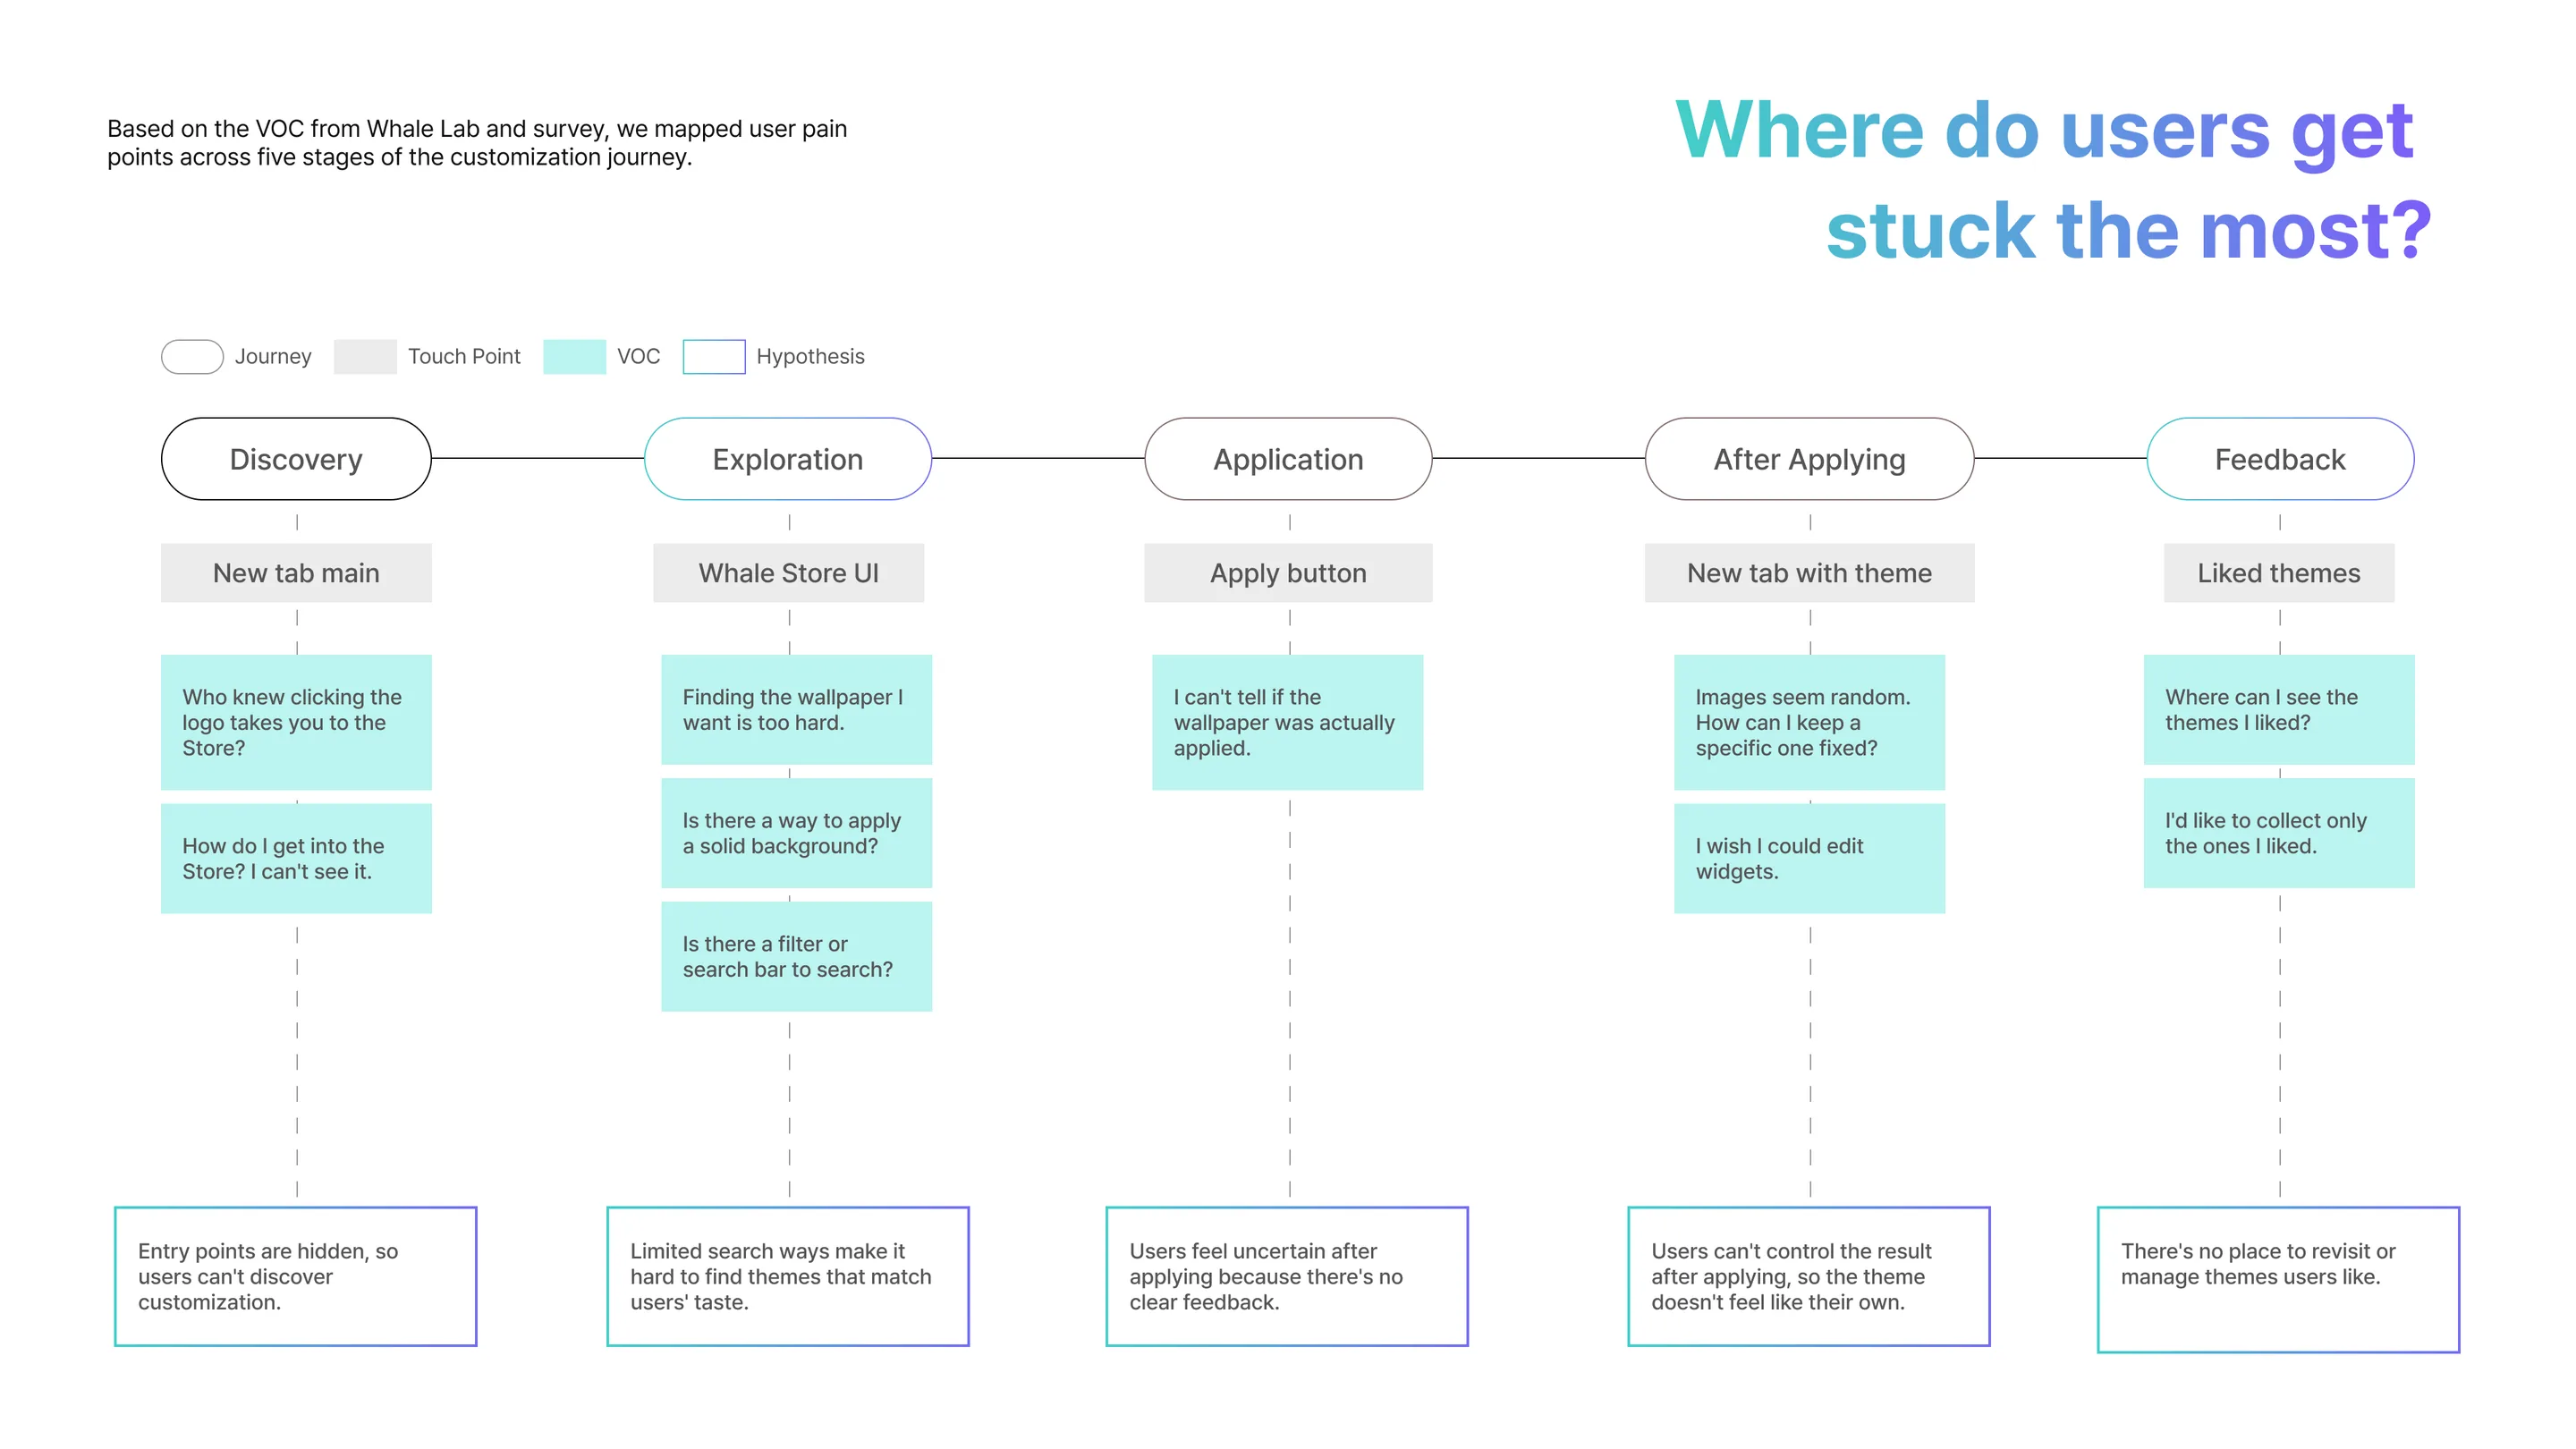 Based on the VOC from Whale Lab and survey, we mapped user pain
points across five stages of the customization journey.
Where do users get
stuck the most?
Journey
Touch Point
VOC
Hypothesis
Discovery
Exploration
Application
After Applying
Feedback
New tab main
Whale Store UI
Apply button
New tab with theme
Liked themes
Who knew clicking the
logo takes you to the
Store?
How do I get into the
Store? I can't see it.
Finding the wallpaper I
want is too hard.
Is there a way to apply
a solid background?
Is there a filter or
search bar to search?
I can't tell if the
wallpaper was actually
applied.
Images seem random.
How can I keep a
specific one fixed?
I wish I could edit
widgets.
Where can I see the
themes I liked?
I'd like to collect only
the ones I liked.
Entry points are hidden, so
users can't discover
customization.
Limited search ways make it
hard to find themes that match
users' taste.
Users feel uncertain after
applying because there's no
clear feedback.
Users can't control the result
after applying, so the theme
doesn't feel like their own.
There's no place to revisit or
manage themes users like.